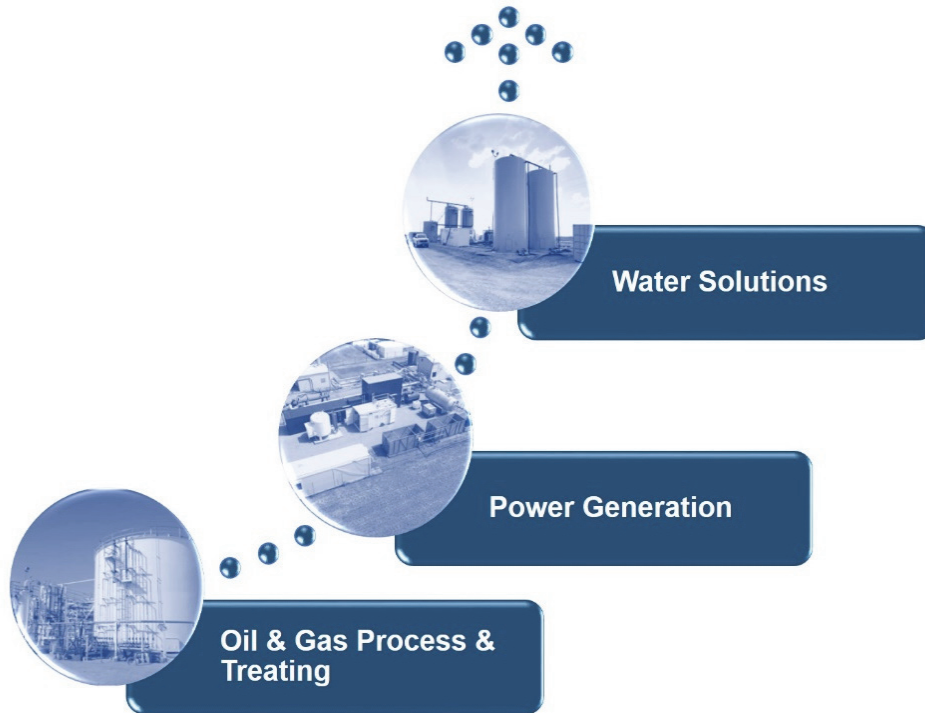 Water Solutions
Power Generation
Oil & Gas Process &
Treating